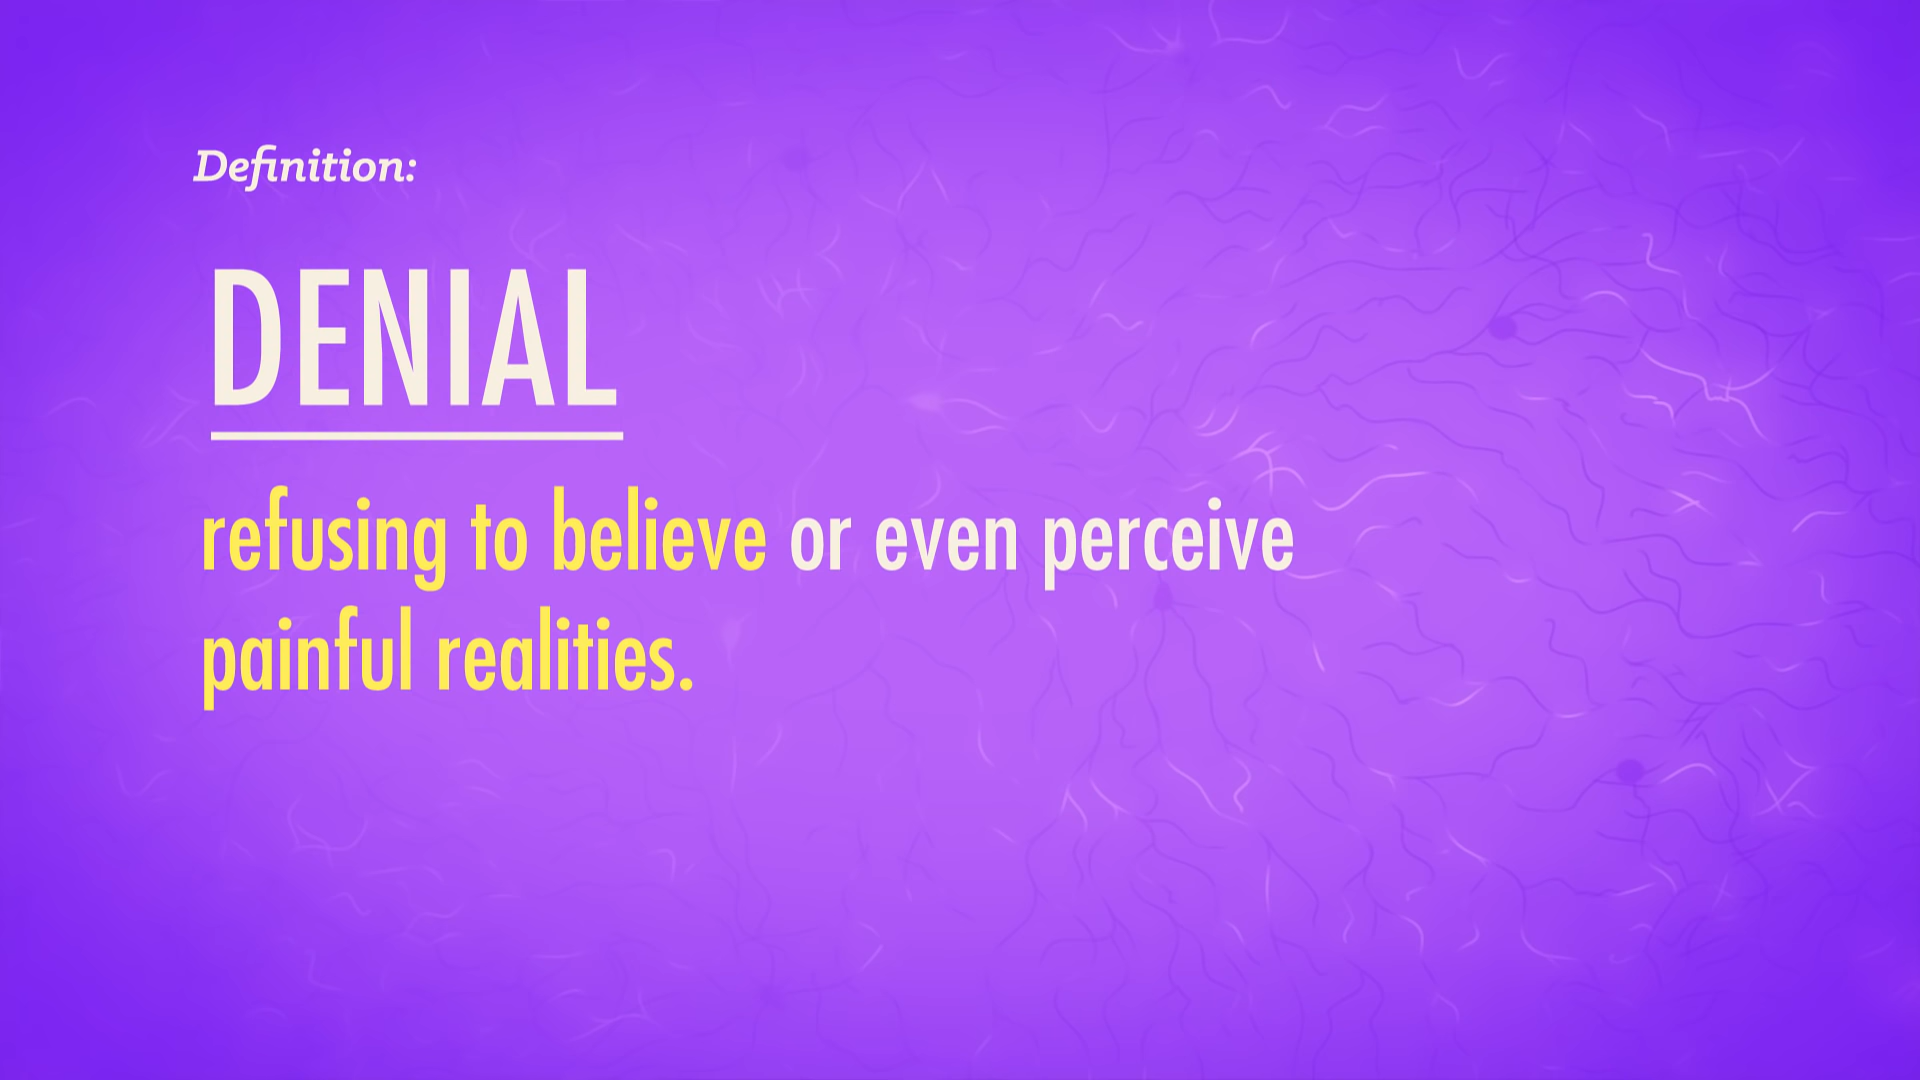 Definition:
DENIAL
refusing to believe or even perceive
painful realities.